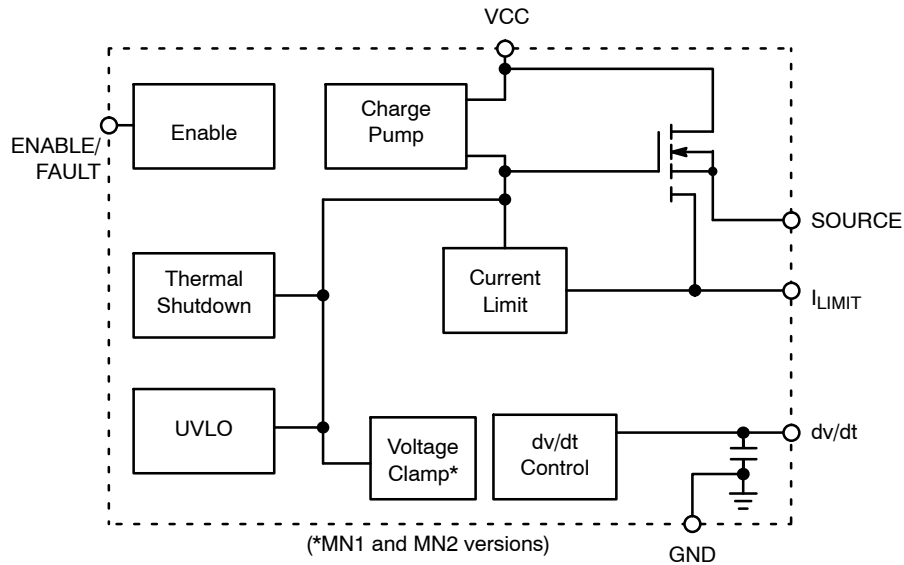 VCC
Charge
Pump
Enable
ENABLE/
FAULT
SOURCE
Thermal
Shutdown
Current
Limit
ILIMIT
UVLO
Voltage
Clamp*
dv/dt
Control
dv/dt
(*MN1 and MN2 versions)
GND